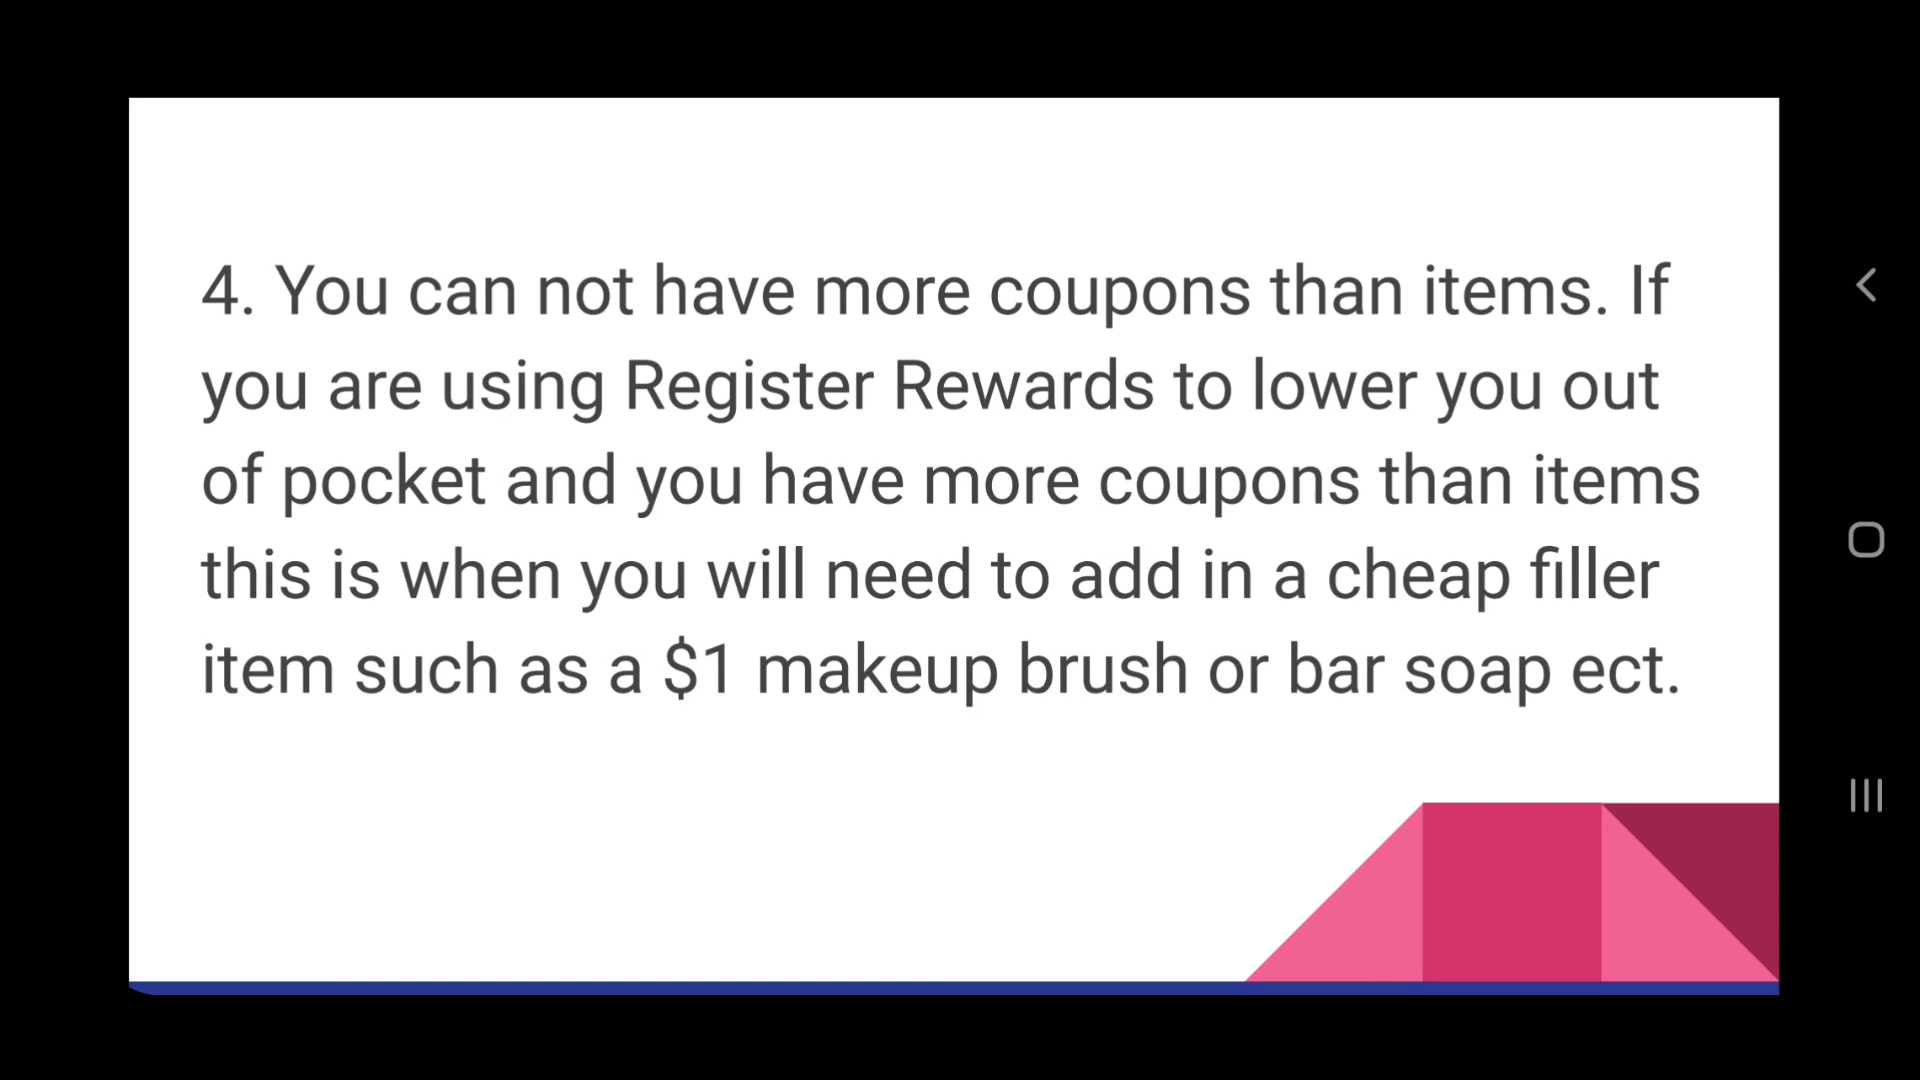 4. You can not have more coupons than items. If
you are using Register Rewards to lower you out
of pocket and you have more coupons than items
this is when you will need to add in a cheap filler
item such as a $1 makeup brush or bar soap ect.